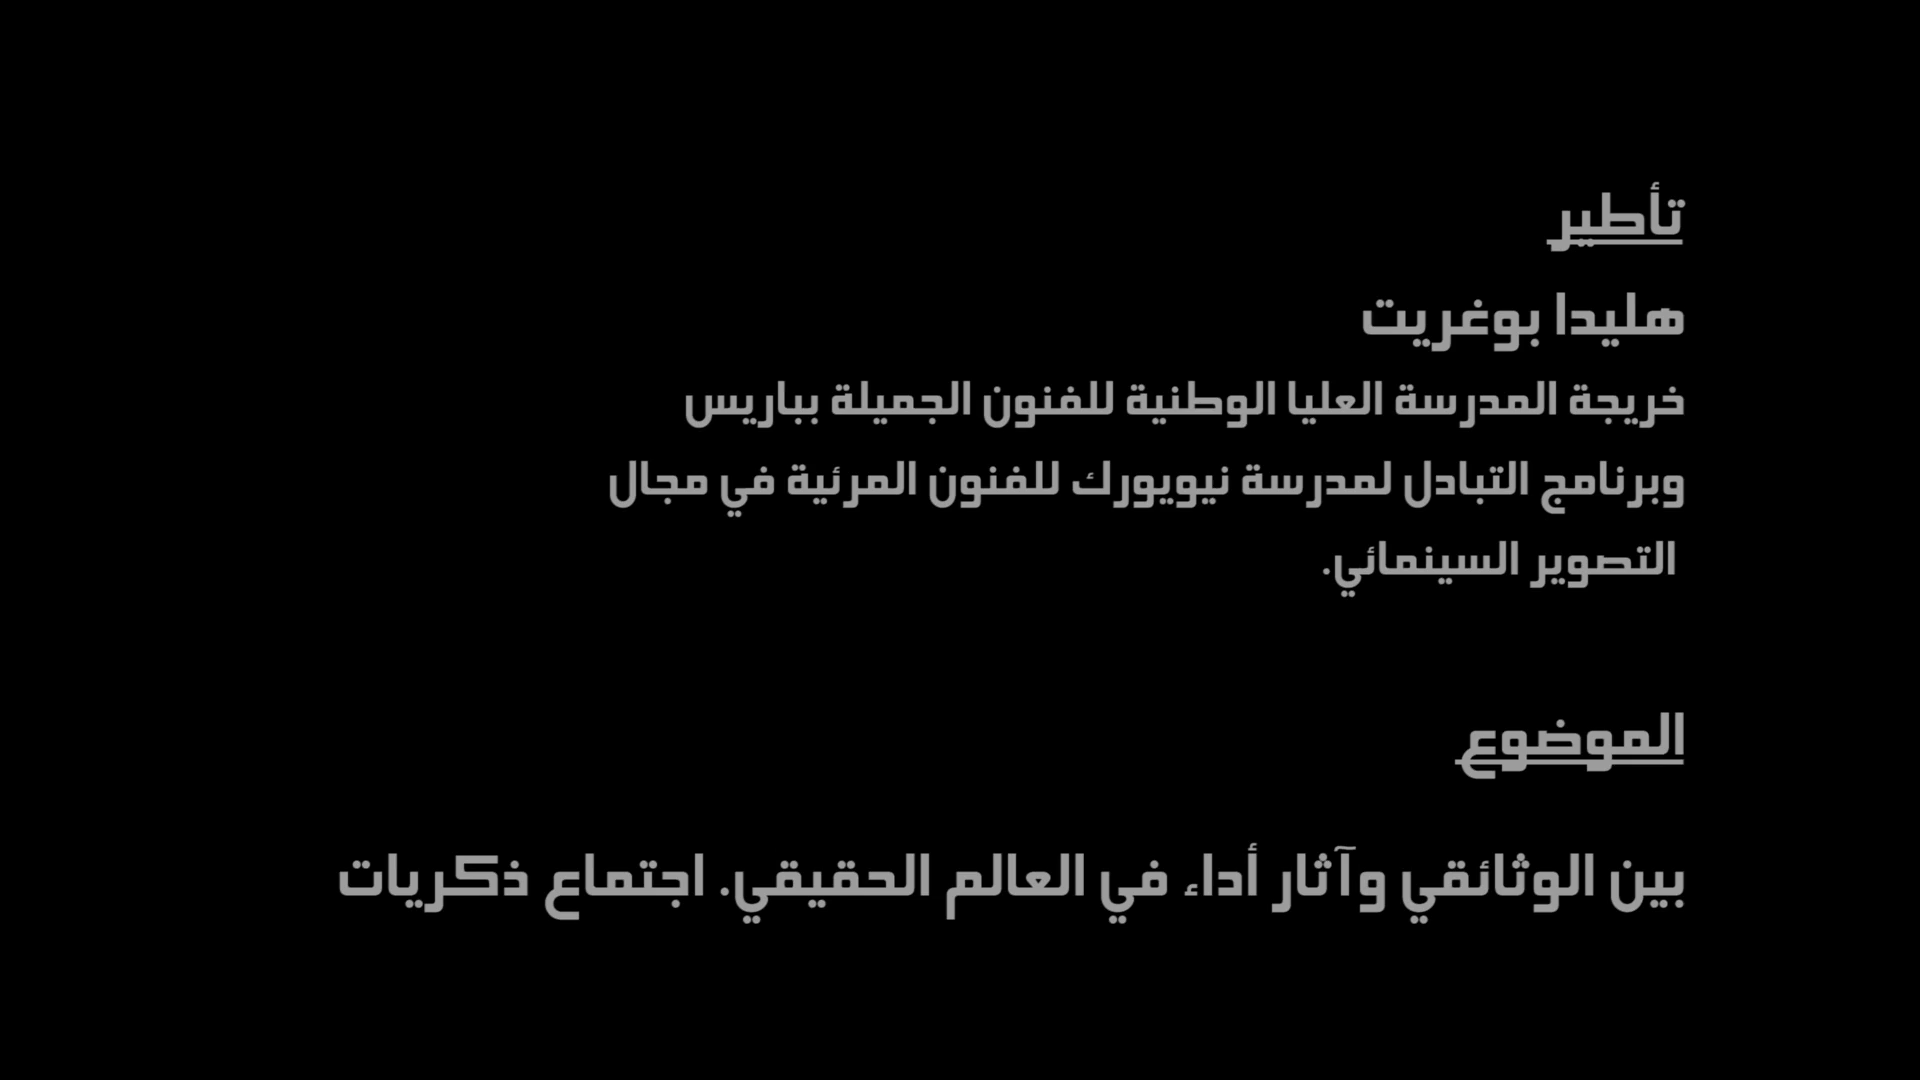 تأطير
هليدا بوغريت
خريجة المدرسة العليا الوطنية للفنون الجميلة بباريس
وبرنامج التبادل لمدرسة نيويورك للفنون المرئية في مجال
التصوير السينمائي.
الموضوع
بين الوثائقي وآثار أداء في العالم الحقيقي. اجتماع ذكريات